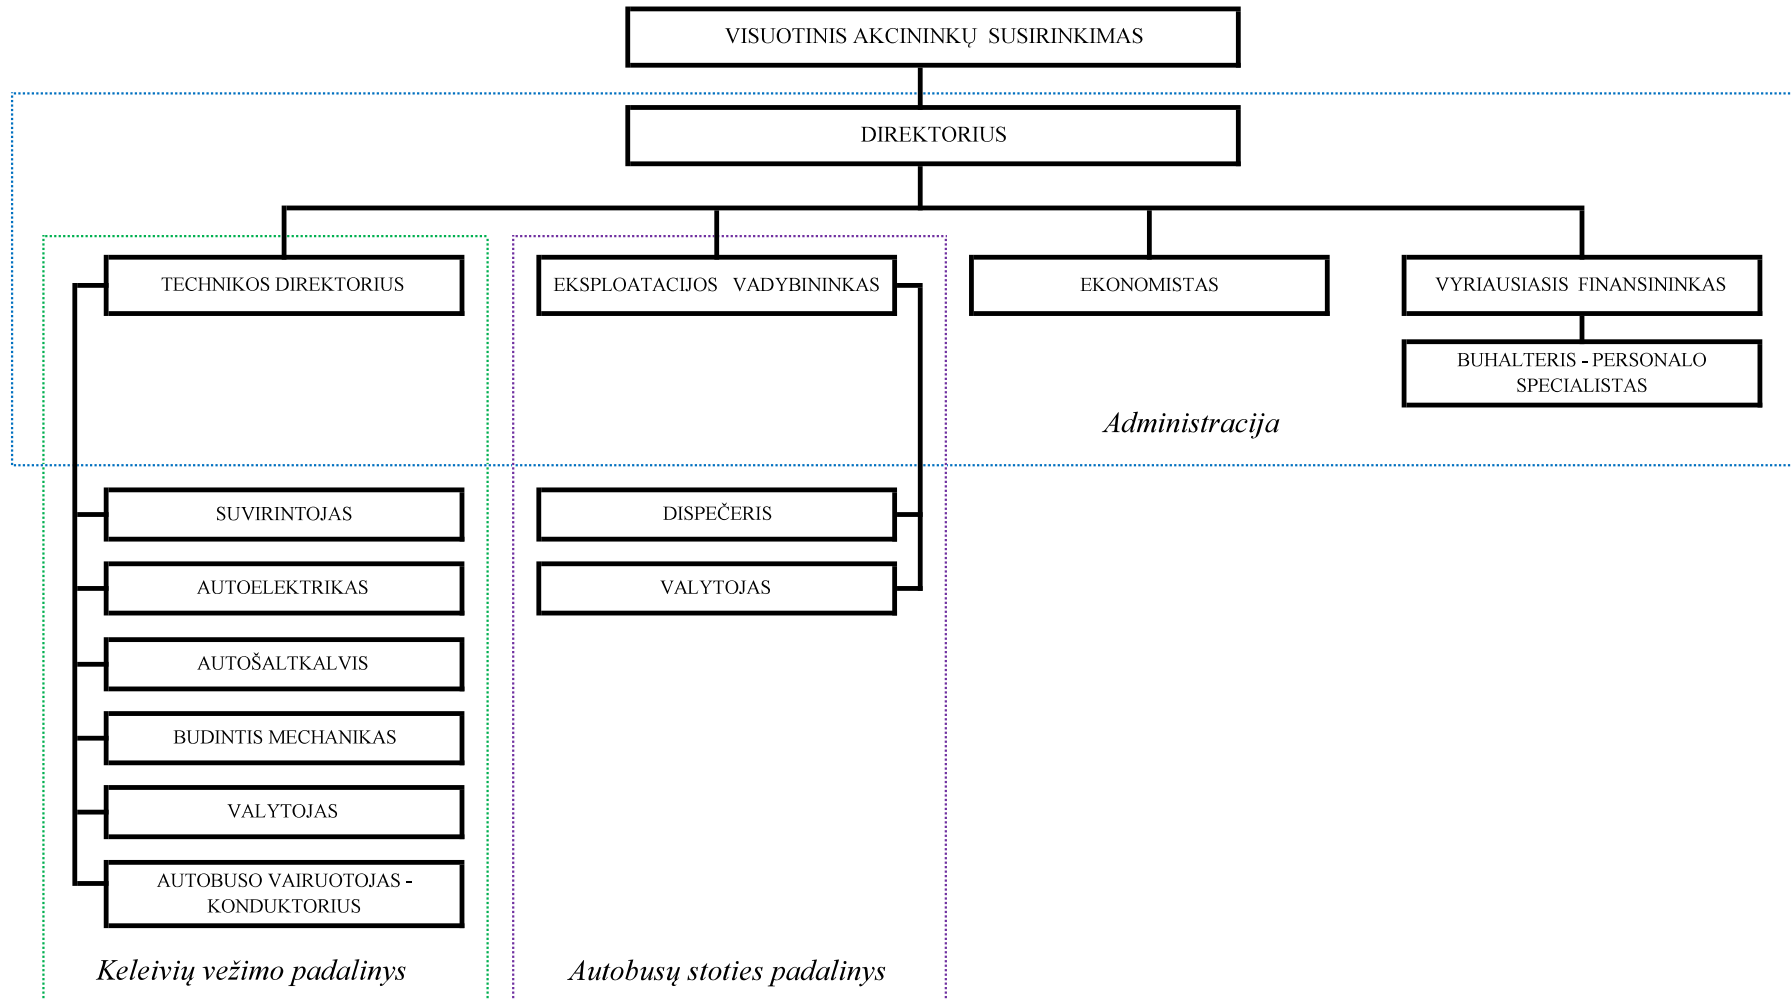 VISUOTINIS AKCININKŲ SUSIRINKIMAS
DIREKTORIUS
TECHNIKOS DIREKTORIUS
EKSPLOATACIJOS VADYBININKAS
EKONOMISTAS
VYRIAUSIASIS FINANSININKAS
BUHALTERIS - PERSONALO
SPECIALISTAS
Administracija
SUVIRINTOJAS
DISPEČERIS
AUTOELEKTRIKAS
VALYTOJAS
AUTOŠALTKALVIS
BUDINTIS MECHANIKAS
VALYTOJAS
AUTOBUSO VAIRUOTOJAS -
KONDUKTORIUS
Keleivių vežimo padalinys
Autobusų stoties padalinys